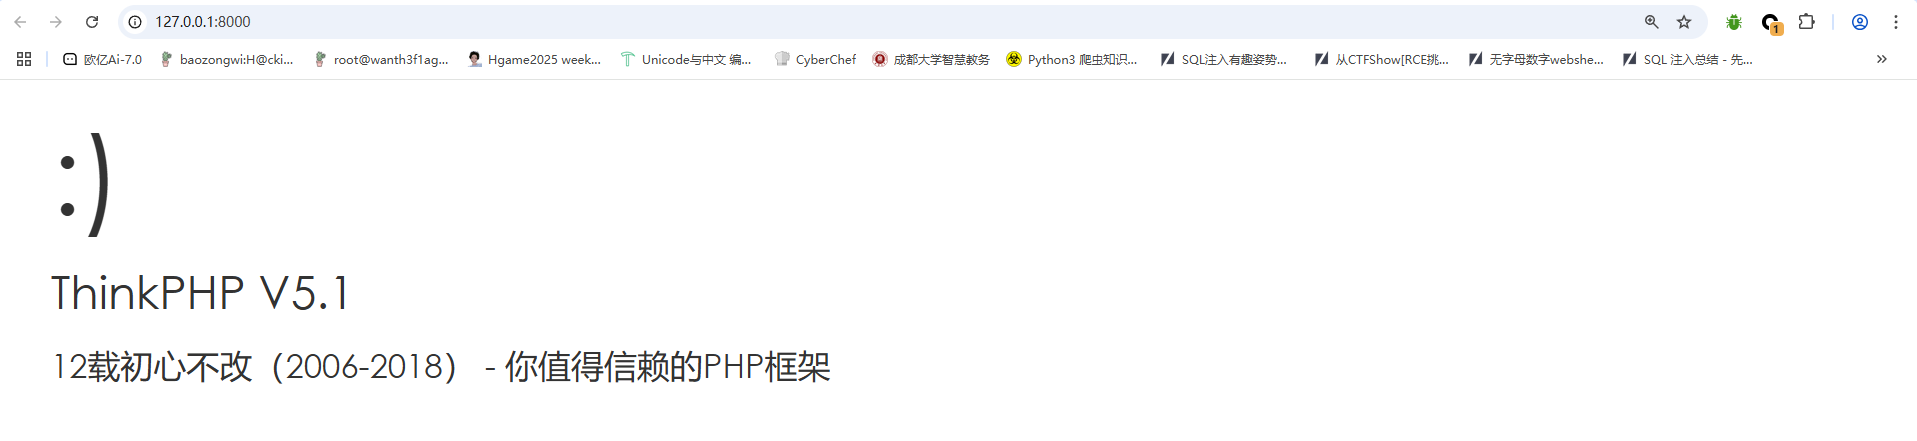 127.0.0.1:8000
欧亿Ai-7.0 baozongwi:H@cki... root@wanth3f1ag... Hgame2025 week... Unicode与中文 编... CyberChef 成都大学智慧教务 Python3 爬虫知识... SQL注入有趣姿势... 从CTFShow[RCE挑... 无字母数字webshe... SQL 注入总结 - 先...
1
:)
ThinkPHP V5.1
12载初心不改（2006-2018） - 你值得信赖的PHP框架